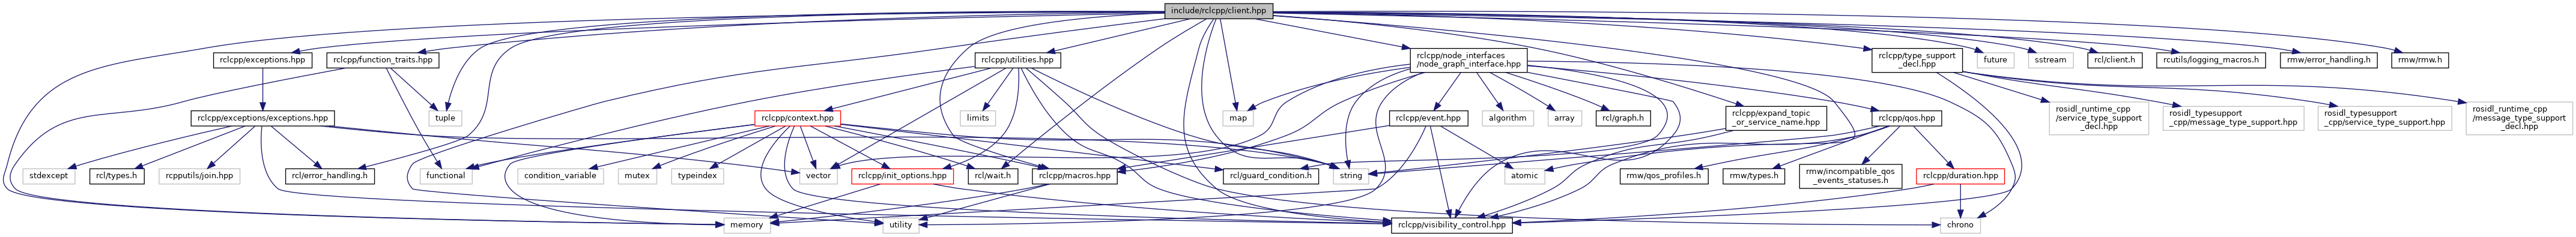 include/rclcpp/client.hpp
rclcpp/exceptions.hpp
rclcpp/function_traits.hpp
rclcpp/utilities.hpp
rclcpp/node_interfaces
/node_graph_interface.hpp
rclcpp/type_support
_decl.hpp
future
sstream
rcl/client.h
rcutils/logging_macros.h
rmw/error_handling.h
rmw/rmw.h
rclcpp/exceptions/exceptions.hpp
tuple
rclcpp/context.hpp
limits
map
rclcpp/event.hpp
algorithm
array
rcl/graph.h
rclcpp/expand_topic
_or_service_name.hpp
rclcpp/qos.hpp
rosidl_runtime_cpp
/service_type_support
_decl.hpp
rosidl_typesupport
_cpp/message_type_support.hpp
rosidl_typesupport
_cpp/service_type_support.hpp
rosidl_runtime_cpp
/message_type_support
_decl.hpp
stdexcept
rcl/types.h
rcpputils/join.hpp
rcl/error_handling.h
functional
condition_variable
mutex
typeindex
vector
rclcpp/init_options.hpp
rcl/wait.h
rclcpp/macros.hpp
rcl/guard_condition.h
string
atomic
rmw/qos_profiles.h
rmw/types.h
rmw/incompatible_qos
_events_statuses.h
rclcpp/duration.hpp
memory
utility
rclcpp/visibility_control.hpp
chrono